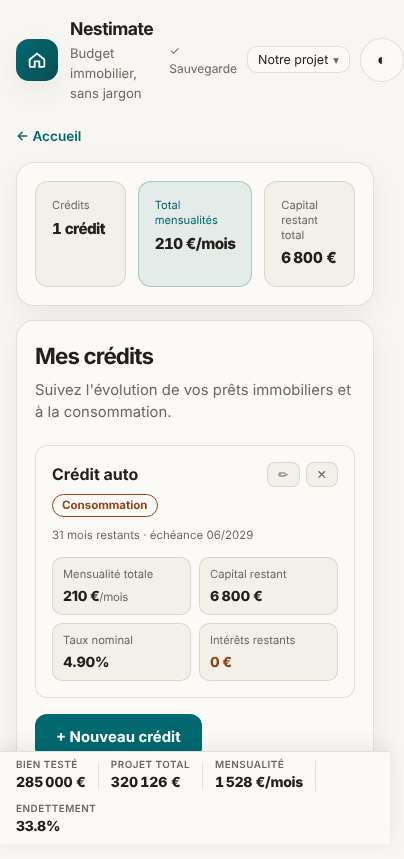 Nestimate
Budget
immobilier,
sans jargon
✓
Sauvegarde
Notre projet ▾
← Accueil
Crédits
1 crédit
Total
mensualités
210 €/mois
Capital
restant
total
6 800 €
Mes crédits
Suivez l'évolution de vos prêts immobiliers et
à la consommation.
Crédit auto
Consommation
31 mois restants · échéance 06/2029
Mensualité totale
210 €/mois
Capital restant
6 800 €
Taux nominal
4.90%
Intérêts restants
0 €
+ Nouveau crédit
BIEN TESTÉ
285 000 €
PROJET TOTAL
320 126 €
MENSUALITÉ
1 528 €/mois
ENDETTEMENT
33.8%